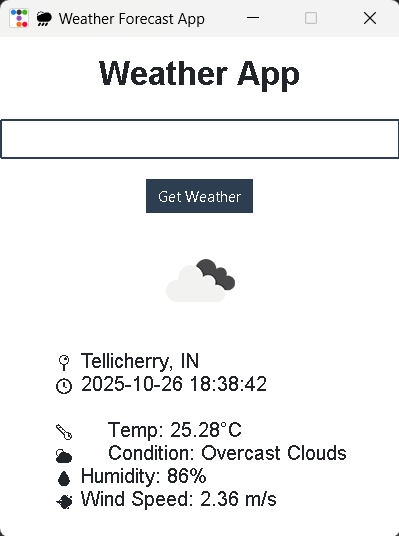 Weather Forecast App
Weather App
Get Weather
Tellicherry, IN
2025-10-26 18:38:42
Temp: 25.28°C
Condition: Overcast Clouds
Humidity: 86%
Wind Speed: 2.36 m/s